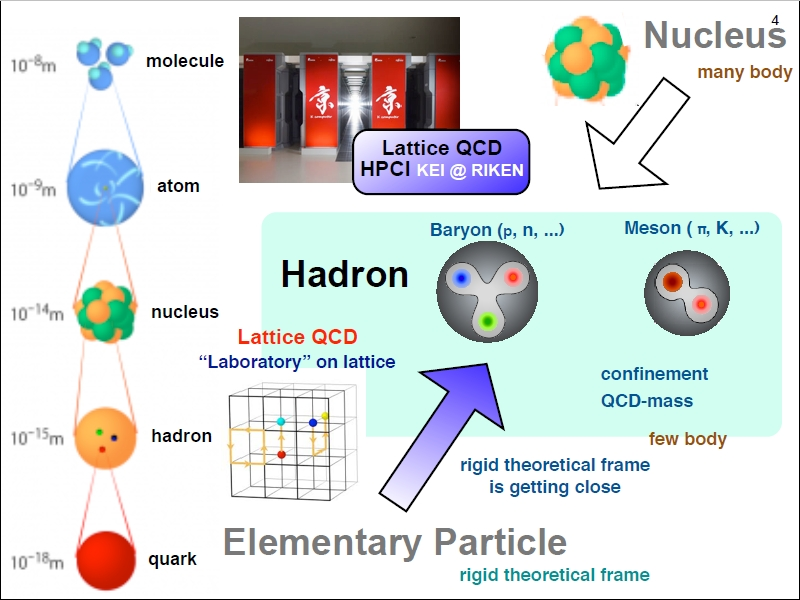 4
Nucleus
many body
10⁻⁸m
molecule
京
京
Lattice QCD
HPCI KEI @ RIKEN
10⁻⁹m
atom
Hadron
Baryon (p, n, ...)
Meson ( π, K, ...)
10⁻¹⁴m
nucleus
Lattice QCD
“Laboratory” on lattice
confinement
QCD-mass
few body
10⁻¹⁵m
hadron
rigid theoretical frame
is getting close
Elementary Particle
rigid theoretical frame
10⁻¹⁸m
quark